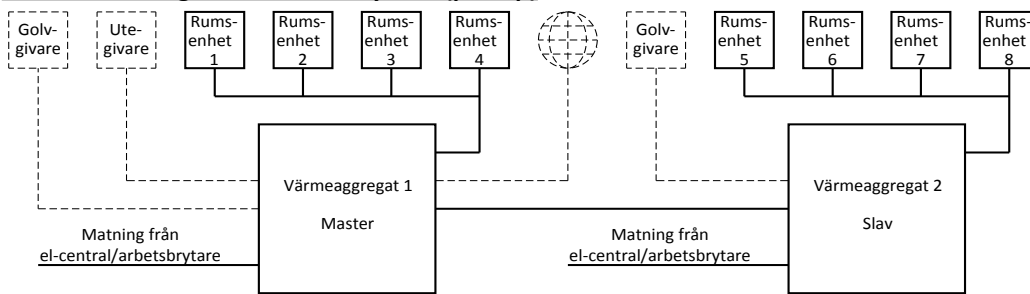 Golv-
givare
Ute-
givare
Rums-
enhet
1
Rums-
enhet
2
Rums-
enhet
3
Rums-
enhet
4
Golv-
givare
Rums-
enhet
5
Rums-
enhet
6
Rums-
enhet
7
Rums-
enhet
8
Värmeaggregat 1
Master
Värmeaggregat 2
Slav
Matning från
el-central/arbetsbrytare
Matning från
el-central/arbetsbrytare